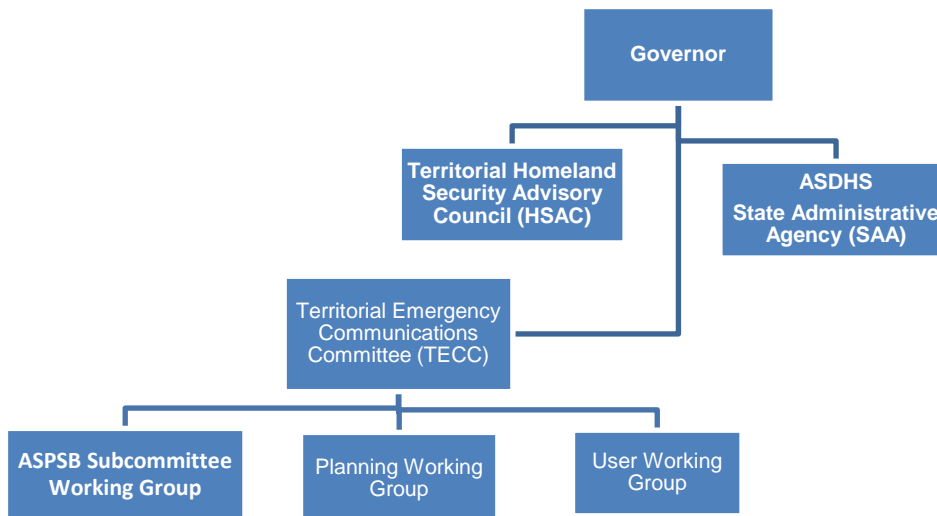 Governor
Territorial Homeland
Security Advisory
Council (HSAC)
ASDHS
State Administrative
Agency (SAA)
Territorial Emergency
Communications
Committee (TECC)
ASPSB Subcommittee
Working Group
Planning Working
Group
User Working
Group